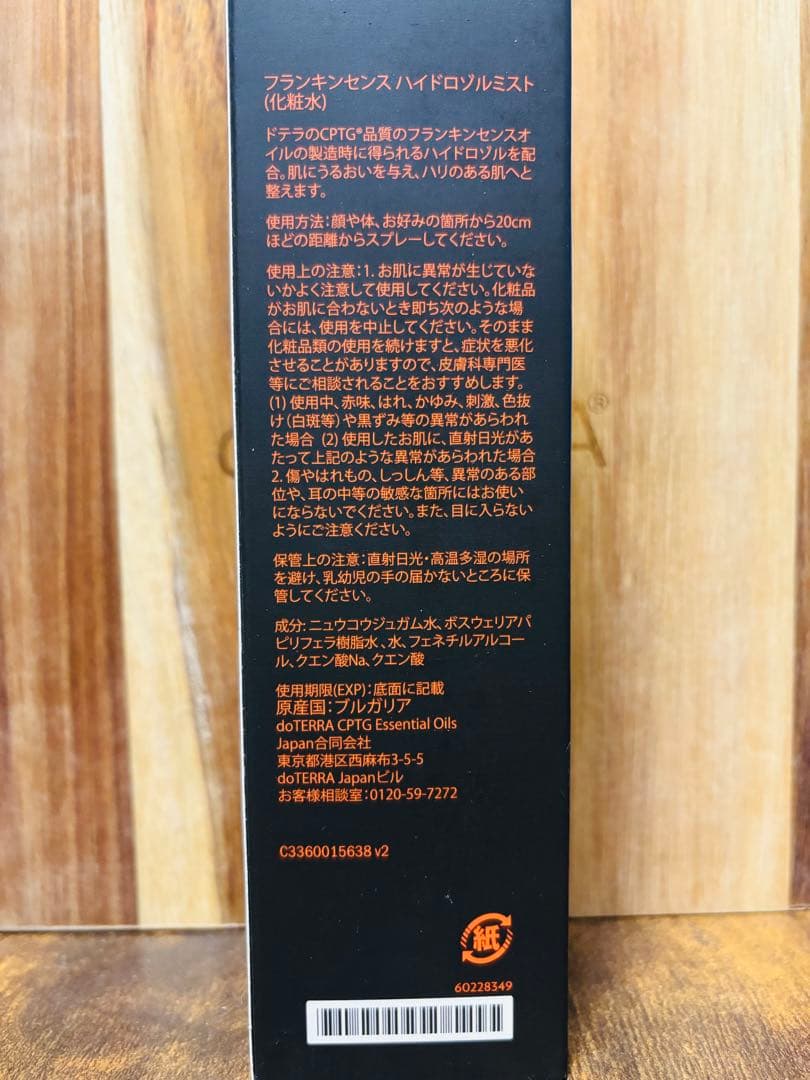 フランキンセンス ハイドロゾルミスト
(化粧水)
ドテラのCPTG®品質のフランキンセンスオ
イルの製造時に得られるハイドロゾルを配
合。肌にうるおいを与え、ハリのある肌へと
整えます。
使用方法：顔や体、お好みの箇所から20cm
ほどの距離からスプレーしてください。
使用上の注意：1. お肌に異常が生じていな
いかよく注意して使用してください。化粧品
がお肌に合わないとき即ち次のような場
合には、使用を中止してください。そのまま
化粧品類の使用を続けますと、症状を悪化
させることがありますので、皮膚科専門医
等にご相談されることをおすすめします。
(1) 使用中、赤味、はれ、かゆみ、刺激、色抜
け（白斑等）や黒ずみ等の異常があらわれ
た場合 (2) 使用したお肌に、直射日光があ
たって上記のような異常があらわれた場合
2. 傷やはれもの、しっしん等、異常のある部
位や、耳の中等の敏感な箇所にはお使い
にならないでください。また、目に入らない
ようにご注意ください。
保管上の注意：直射日光・高温多湿の場所
を避け、乳幼児の手の届かないところに保
管してください。
成分: ニュウコウジュガム水、ボスウェリアパ
ピリフェラ樹脂水、水、フェネチルアルコー
ル、クエン酸Na、クエン酸
使用期限(EXP)：底面に記載
原産国：ブルガリア
doTERRA CPTG Essential Oils
Japan合同会社
東京都港区西麻布3-5-5
doTERRA Japanビル
お客様相談室：0120-59-7272
C3360015638 v2
紙
60228349